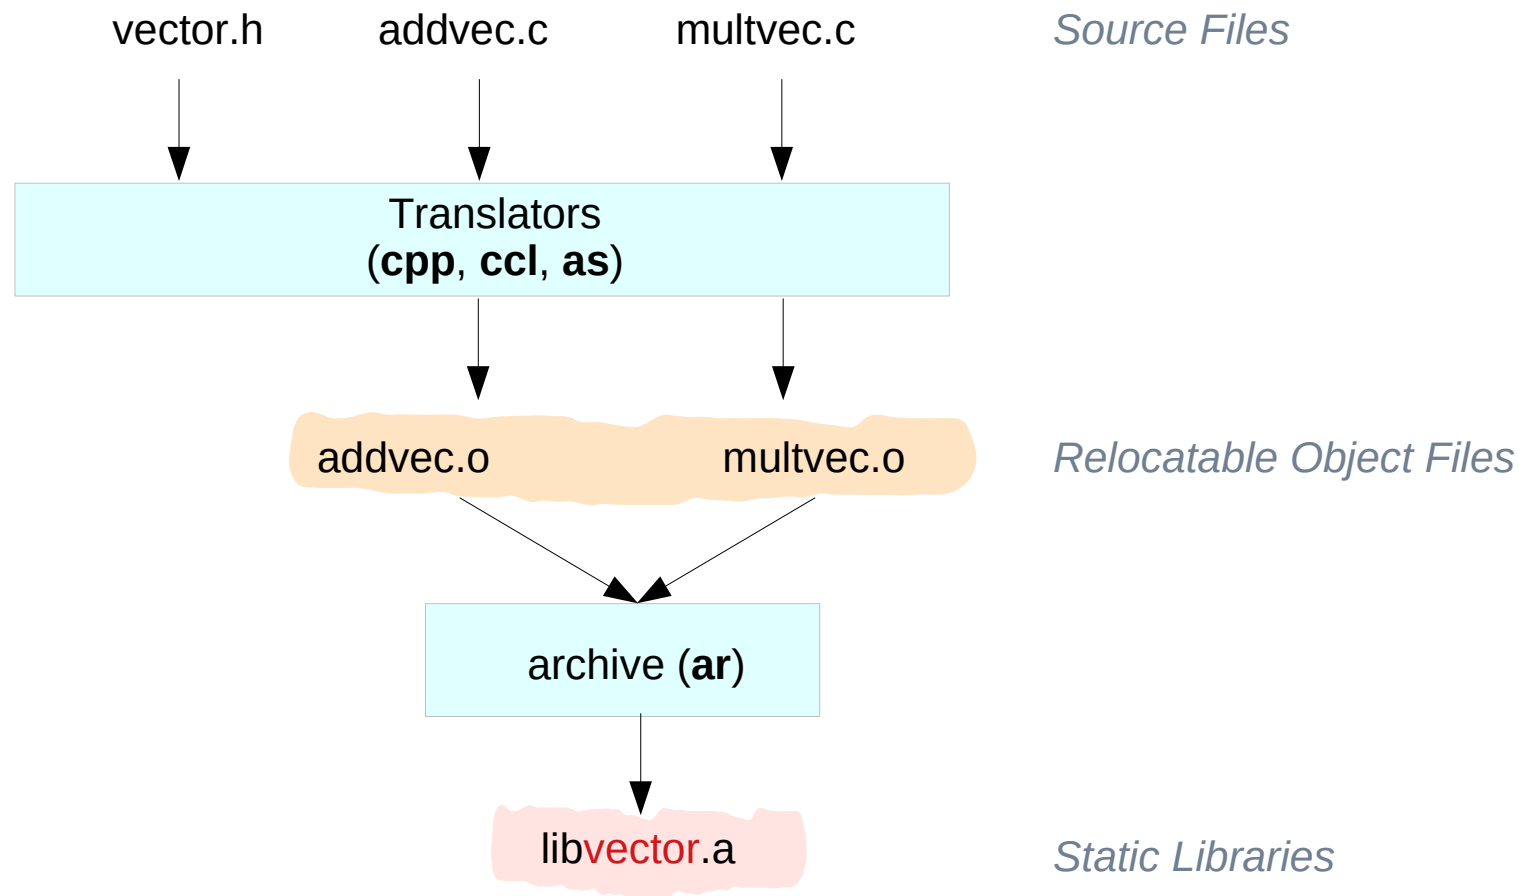 vector.h addvec.c multvec.c Source Files
Translators
(cpp, ccl, as)
addvec.o multvec.o Relocatable Object Files
archive (ar)
libvector.a Static Libraries